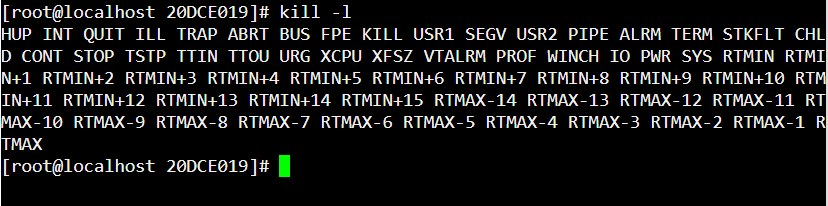 [root@localhost 20DCE019]# kill -l
HUP INT QUIT ILL TRAP ABRT BUS FPE KILL USR1 SEGV USR2 PIPE ALRM TERM STKFLT CHL
D CONT STOP TSTP TTIN TTOU URG XCPU XFSZ VTALRM PROF WINCH IO PWR SYS RTMIN RTMI
N+1 RTMIN+2 RTMIN+3 RTMIN+4 RTMIN+5 RTMIN+6 RTMIN+7 RTMIN+8 RTMIN+9 RTMIN+10 RTM
IN+11 RTMIN+12 RTMIN+13 RTMIN+14 RTMIN+15 RTMAX-14 RTMAX-13 RTMAX-12 RTMAX-11 RT
MAX-10 RTMAX-9 RTMAX-8 RTMAX-7 RTMAX-6 RTMAX-5 RTMAX-4 RTMAX-3 RTMAX-2 RTMAX-1 R
TMAX
[root@localhost 20DCE019]#